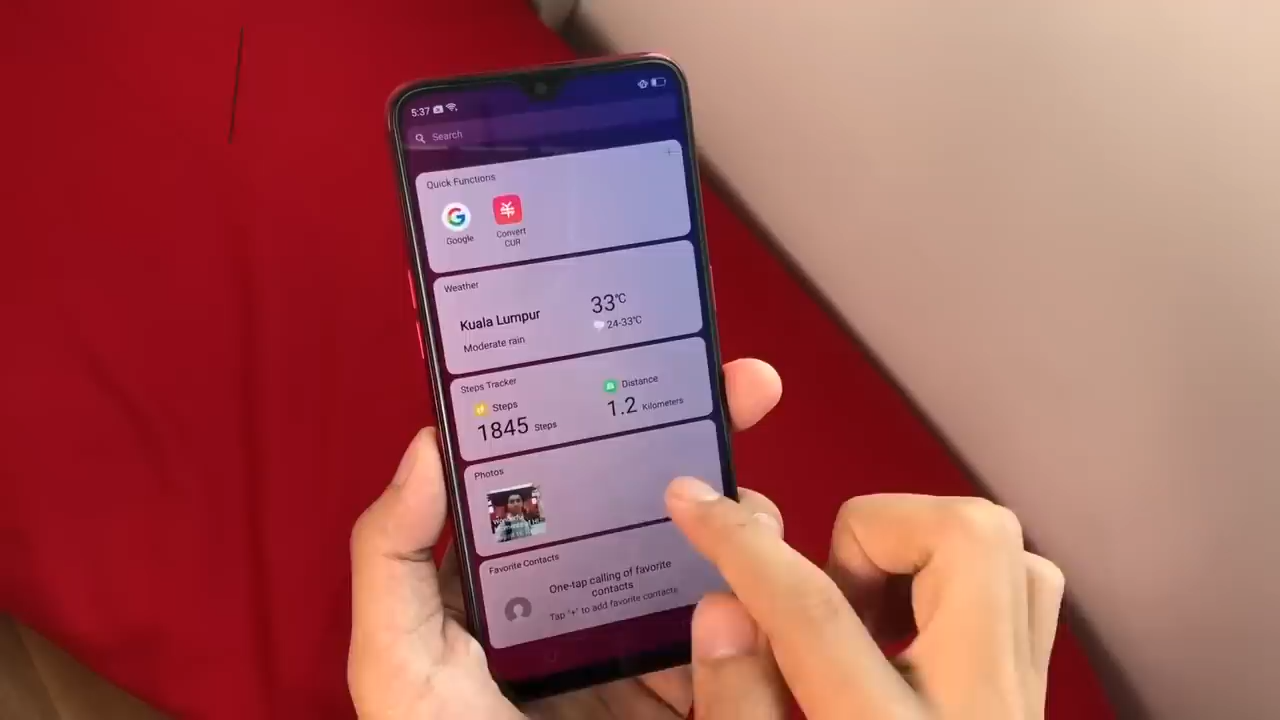 5:37
Search
Quick Functions
Google
Convert
CUR
Weather
Kuala Lumpur
33°C
24-33°C
Moderate rain
Steps Tracker
Steps
1845 Steps
Distance
1.2 Kilometers
Photos
Favorite Contacts
One-tap calling of favorite
contacts
Tap '+' to add favorite contacts